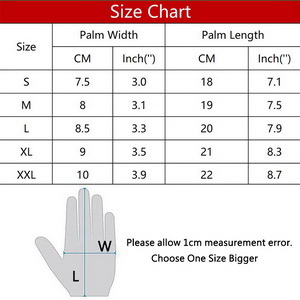 Size Chart
Size Palm Width Palm Length
CM Inch('') CM Inch('')
S 7.5 3.0 18 7.1
M 8 3.1 19 7.5
L 8.5 3.3 20 7.9
XL 9 3.5 21 8.3
XXL 10 3.9 22 8.7
W
L
Please allow 1cm measurement error.
Choose One Size Bigger